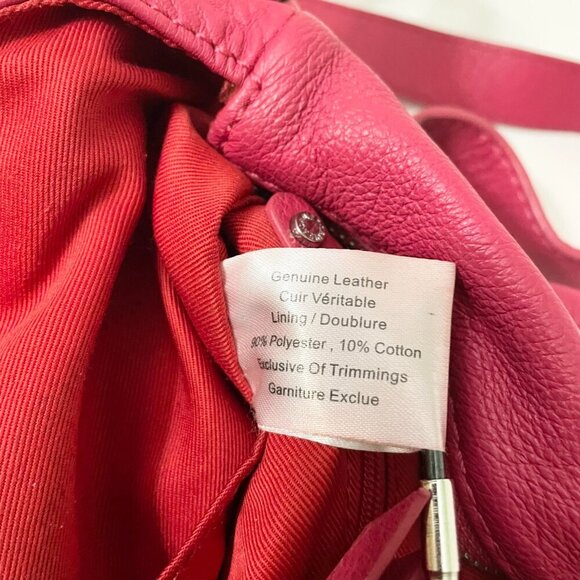 Genuine Leather
Cuir Véritable
Lining / Doublure
90% Polyester , 10% Cotton
Exclusive Of Trimmings
Garniture Exclue